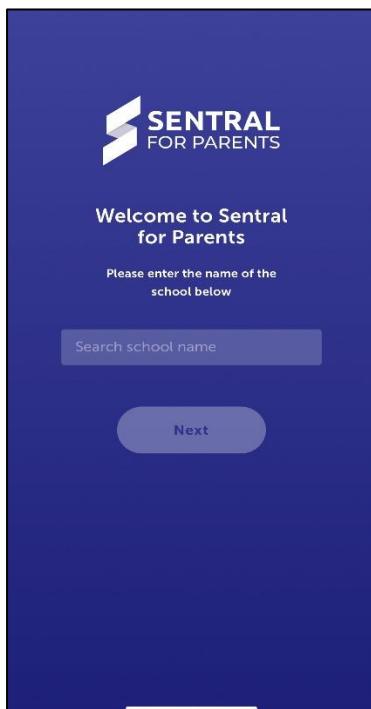 SENTRAL
FOR PARENTS
Welcome to Sentral
for Parents
Please enter the name of the
school below
Search school name
Next